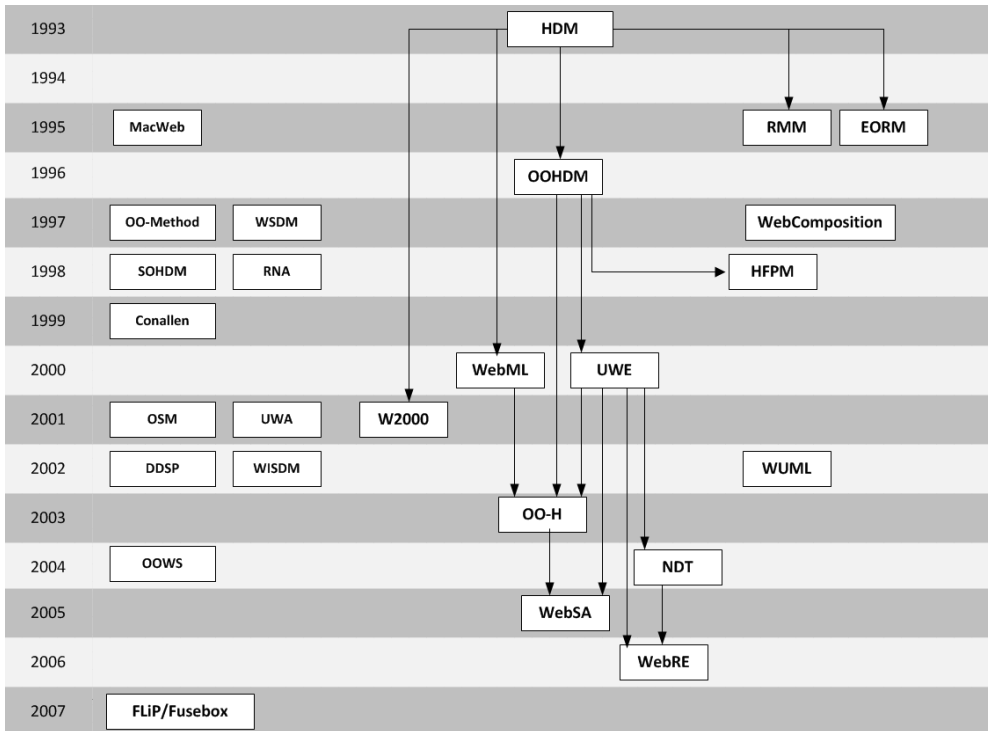 1993
HDM
1994
1995
MacWeb
RMM
EORM
1996
OOHDM
1997
OO-Method
WSDM
WebComposition
1998
SOHDM
RNA
HFPM
1999
Conallen
2000
WebML
UWE
2001
OSM
UWA
W2000
2002
DDSP
WISDM
WUML
2003
OO-H
2004
OOWS
NDT
2005
WebSA
2006
WebRE
2007
FLiP/Fusebox